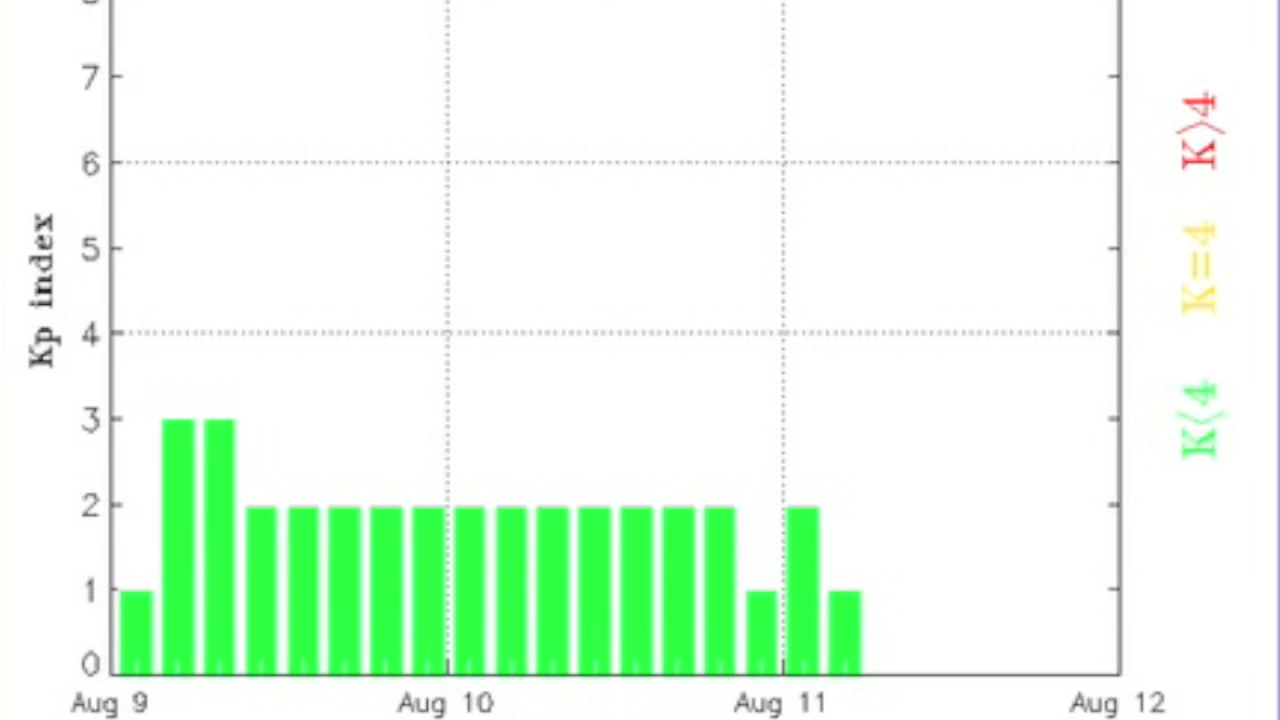 7
6
5
4
3
2
1
0
Kp index
Aug 9
Aug 10
Aug 11
Aug 12
K>4
K=4
K<4